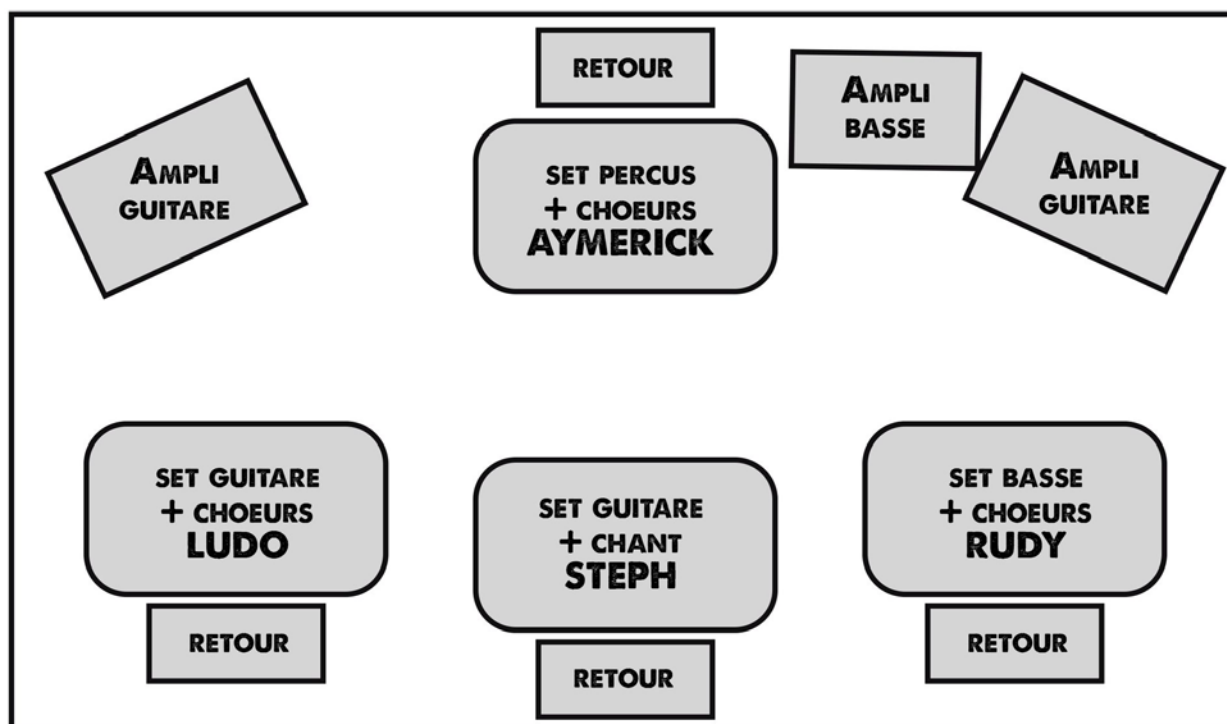 RETOUR
AMPLI
BASSE
AMPLI
GUITARE
SET PERCUS
+ CHOEURS
AYMERICK
AMPLI
GUITARE
SET GUITARE
+ CHOEURS
LUDO
SET GUITARE
+ CHANT
STEPH
SET BASSE
+ CHOEURS
RUDY
RETOUR
RETOUR
RETOUR